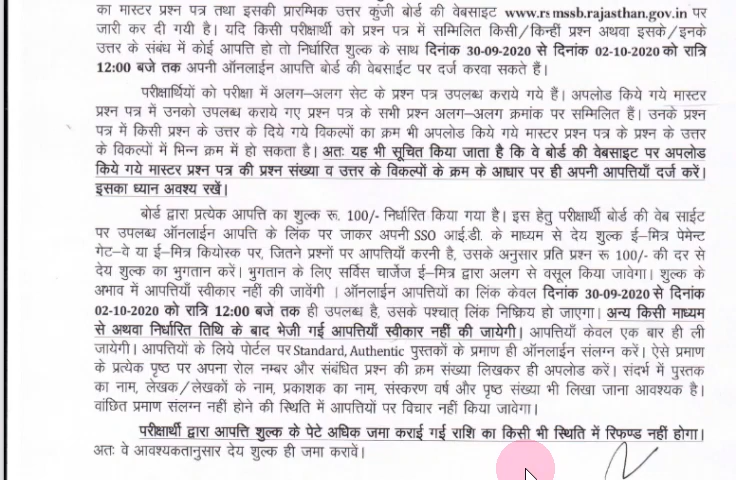 का मास्टर प्रश्न पत्र तथा इसकी प्रारम्भिक उत्तर कुंजी बोर्ड की वेबसाइट www.rsmssb.rajasthan.gov.in पर
जारी कर दी गयी है। यदि किसी परीक्षार्थी को प्रश्न पत्र में सम्मिलित किसी/किन्हीं प्रश्न अथवा इसके/इनके
उत्तर के संबंध में कोई आपत्ति हो तो निर्धारित शुल्क के साथ दिनांक 30-09-2020 से दिनांक 02-10-2020 को रात्रि
12:00 बजे तक अपनी ऑनलाईन आपत्ति बोर्ड की वेबसाईट पर दर्ज करवा सकते हैं।
परीक्षार्थियों को परीक्षा में अलग–अलग सेट के प्रश्न पत्र उपलब्ध कराये गये हैं। अपलोड किये गये मास्टर
प्रश्न पत्र में उनको उपलब्ध कराए गए प्रश्न पत्र के सभी प्रश्न अलग–अलग क्रमांक पर सम्मिलित हैं। उनके प्रश्न
पत्र में किसी प्रश्न के उत्तर के दिये गये विकल्पों का क्रम भी अपलोड किये गये मास्टर प्रश्न पत्र के प्रश्न के उत्तर
के विकल्पों में भिन्न क्रम में हो सकता है। अतः यह भी सूचित किया जाता है कि वे बोर्ड की वेबसाइट पर अपलोड
किये गये मास्टर प्रश्न पत्र की प्रश्न संख्या व उत्तर के विकल्पों के क्रम के आधार पर ही अपनी आपत्तियाँ दर्ज करें।
इसका ध्यान अवश्य रखें।
बोर्ड द्वारा प्रत्येक आपत्ति का शुल्क रू. 100/- निर्धारित किया गया है। इस हेतु परीक्षार्थी बोर्ड की वेब साईट
पर उपलब्ध ऑनलाईन आपत्ति के लिंक पर जाकर अपनी SSO आई.डी. के माध्यम से देय शुल्क ई–मित्र पेमेन्ट
गेट–वे या ई–मित्र कियोस्क पर, जितने प्रश्नों पर आपत्तियाँ करनी है, उसके अनुसार प्रति प्रश्न रू 100/- की दर से
देय शुल्क का भुगतान करें। भुगतान के लिए सर्विस चार्जेज ई–मित्र द्वारा अलग से वसूल किया जावेगा। शुल्क के
अभाव में आपत्तियाँ स्वीकार नहीं की जावेंगी । ऑनलाईन आपत्तियों का लिंक केवल दिनांक 30-09-2020 से दिनांक
02-10-2020 को रात्रि 12:00 बजे तक ही उपलब्ध है, उसके पश्चात् लिंक निष्क्रिय हो जाएगा। अन्य किसी माध्यम
से अथवा निर्धारित तिथि के बाद भेजी गई आपत्तियाँ स्वीकार नहीं की जायेगी। आपत्तियाँ केवल एक बार ही ली
जायेगी। आपत्तियों के लिये पोर्टल पर Standard, Authentic पुस्तकों के प्रमाण ही ऑनलाईन संलग्न करें। ऐसे प्रमाण
के प्रत्येक पृष्ठ पर अपना रोल नम्बर और संबंधित प्रश्न की क्रम संख्या लिखकर ही अपलोड करें। संदर्भ में पुस्तक
का नाम, लेखक/लेखकों के नाम, प्रकाशक का नाम, संस्करण वर्ष और पृष्ठ संख्या भी लिखा जाना आवश्यक है।
वांछित प्रमाण संलग्न नहीं होने की स्थिति में आपत्तियों पर विचार नहीं किया जावेगा।
परीक्षार्थी द्वारा आपत्ति शुल्क के पेटे अधिक जमा कराई गई राशि का किसी भी स्थिति में रिफण्ड नहीं होगा।
अतः वे आवश्यकतानुसार देय शुल्क ही जमा करावें।